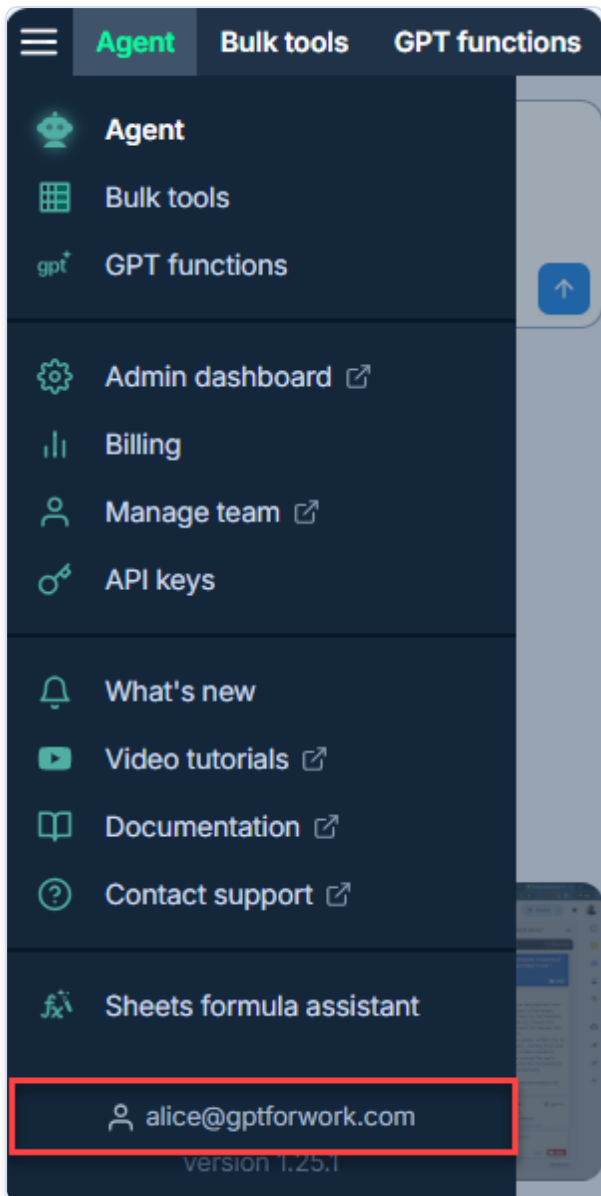 Agent Bulk tools GPT functions
Agent
Bulk tools
gpt GPT functions
Admin dashboard
Billing
Manage team
API keys
What's new
Video tutorials
Documentation
Contact support
fx Sheets formula assistant
alice@gptforwork.com
version 1.25.1